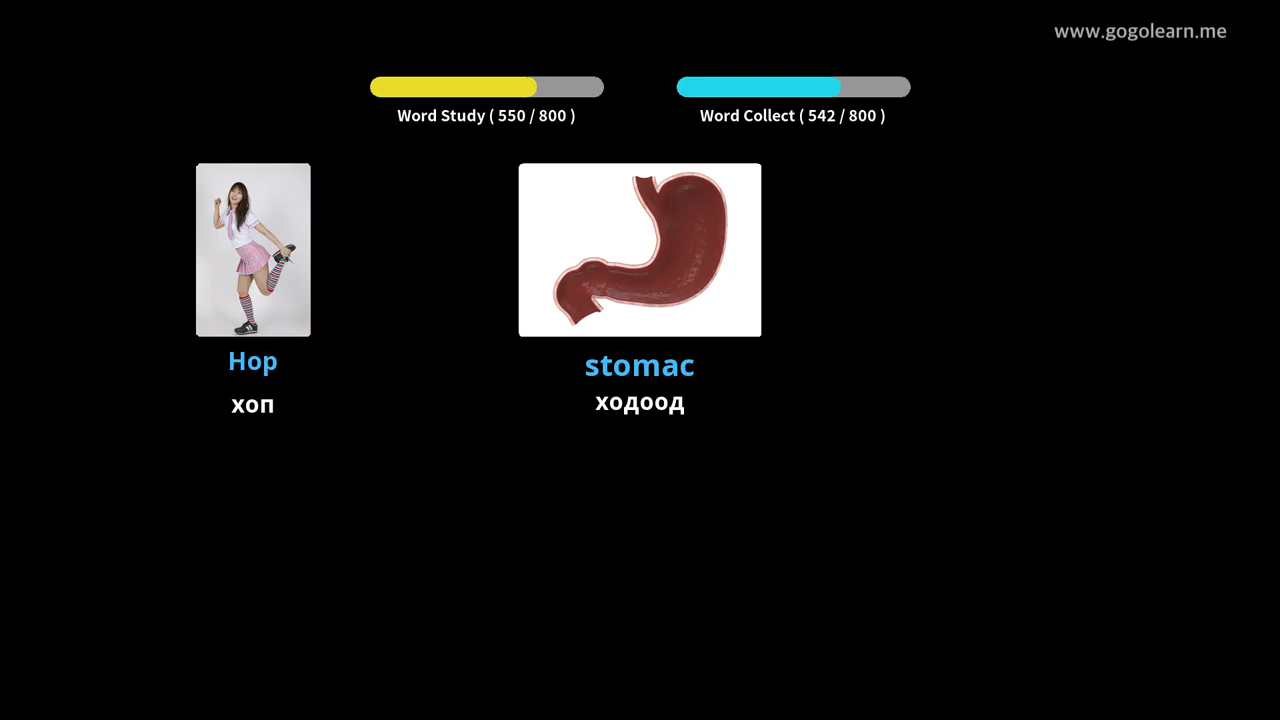 www.gogolearn.me
Word Study ( 550 / 800 )
Word Collect ( 542 / 800 )
Hop
хоп
stomac
ходоод